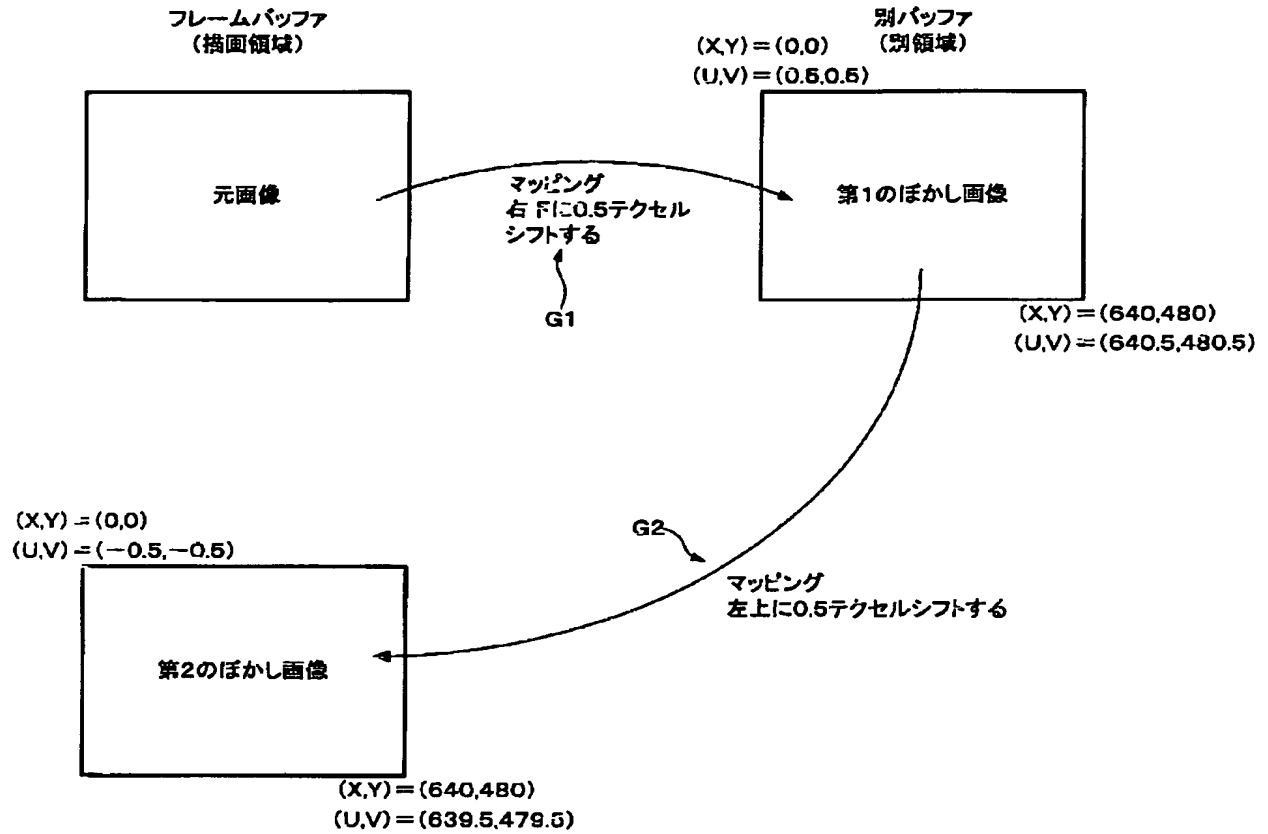 フレームバッファ
(描画領域)
別バッファ
(別領域)
(X,Y)=(0,0)
(U,V)=(0.5,0.5)
元画像
マッピング
右下に0.5テクセル
シフトする
G1
第1のぼかし画像
(X,Y)=(640,480)
(U,V)=(640.5,480.5)
(X,Y)=(0,0)
(U,V)=(−0.5,−0.5)
G2
マッピング
左上に0.5テクセルシフトする
第2のぼかし画像
(X,Y)=(640,480)
(U,V)=(639.5,479.5)